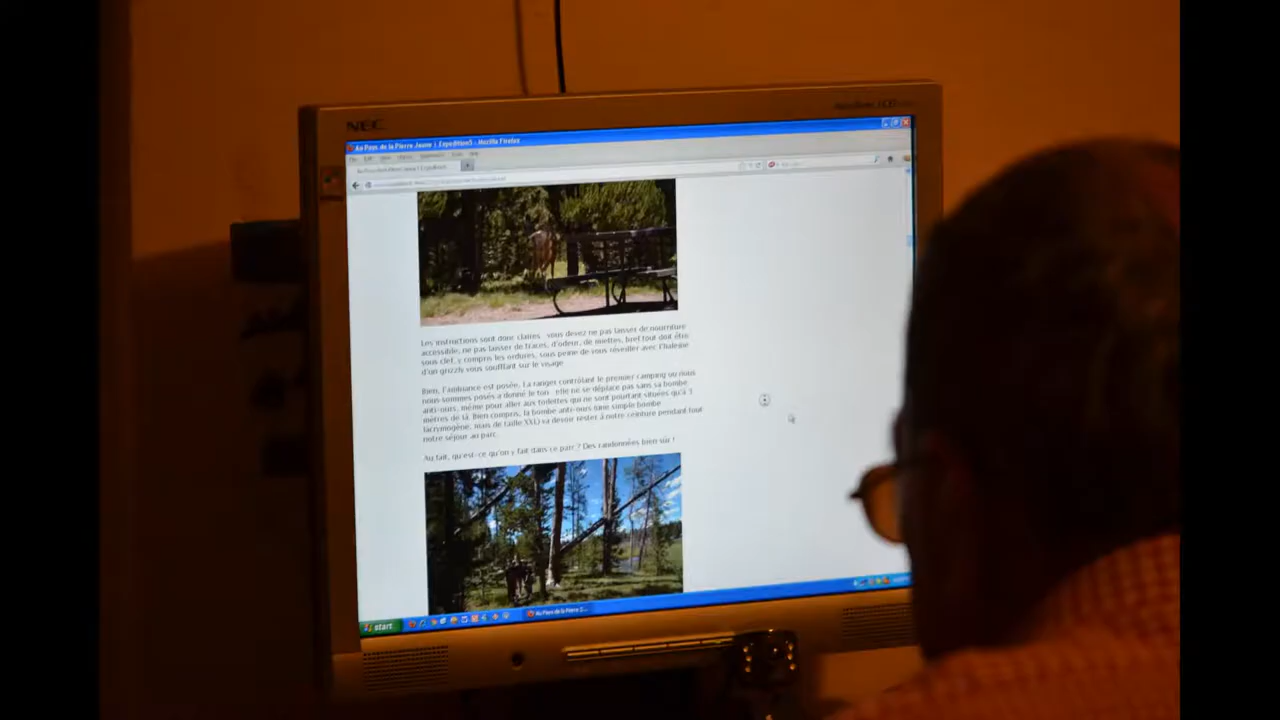 NEC
Au Pays de la Pierre Jaune | Expedition5 - Mozilla Firefox
Les instructions sont donc claires : vous devez ne pas laisser de nourriture
accessible, ne pas laisser de traces, d'odeur, de miettes, bref tout doit être
sous clef, y compris les ordures, sous peine de vous réveiller avec l'haleine
d'un grizzly vous soufflant sur le visage
Bien, l'ambiance est posée. La ranger contrôlant le premier camping où nous
nous sommes posés a donné le ton : elle ne se déplace pas sans sa bombe
anti-ours, même pour aller aux toilettes qui ne sont pourtant situées qu'à 3
mètres de là. Bien compris, la bombe anti-ours (une simple bombe
lacrymogène, mais de taille XXL) va devoir rester à notre ceinture pendant tout
notre séjour au parc.
Au fait, qu'est-ce qu'on y fait dans ce parc ? Des randonnées bien sûr !
start
Au Pays de la Pierre J...